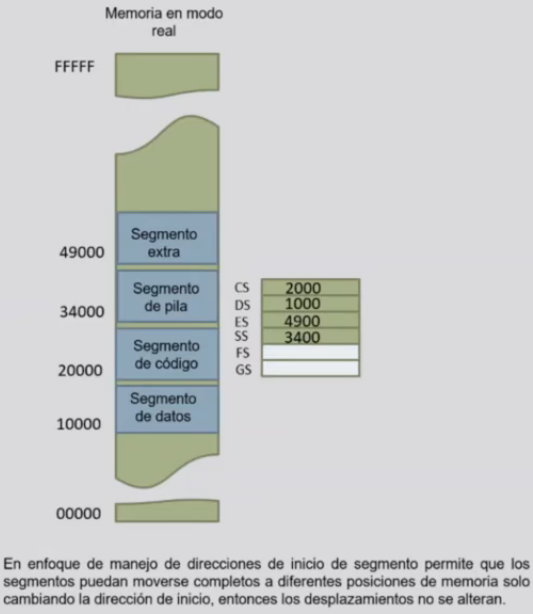 Memoria en modo
real
FFFFF
Segmento
extra
49000
Segmento
de pila
34000
Segmento
de código
20000
Segmento
de datos
10000
00000
CS 2000
DS 1000
ES 4900
SS 3400
FS
GS
En enfoque de manejo de direcciones de inicio de segmento permite que los
segmentos puedan moverse completos a diferentes posiciones de memoria solo
cambiando la dirección de inicio, entonces los desplazamientos no se alteran.